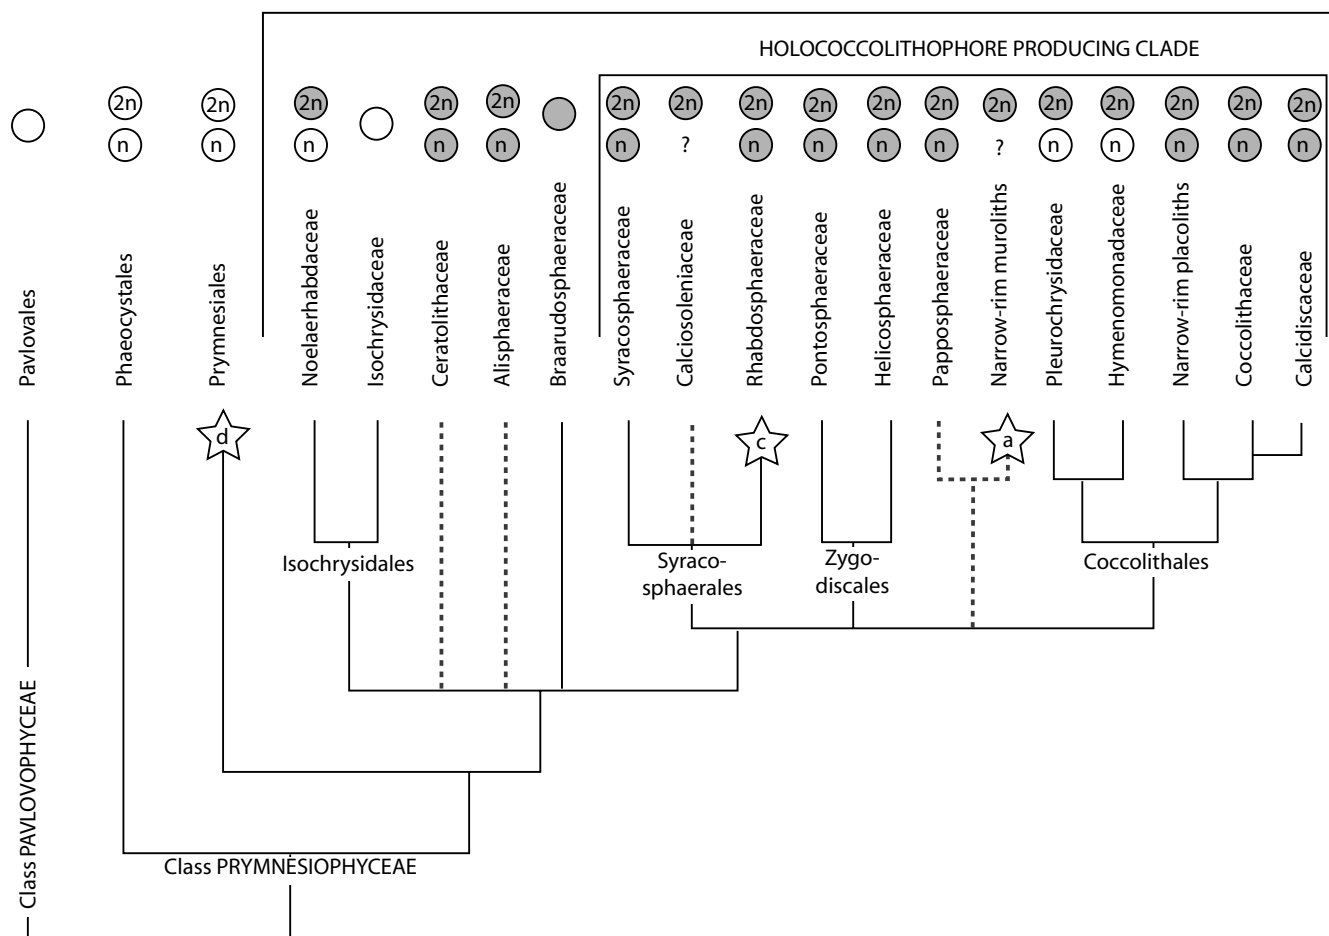 HOLOCOCCOLITHOPHORE PRODUCING CLADE
2n 2n 2n 2n 2n 2n 2n 2n 2n 2n 2n 2n 2n 2n 2n 2n 2n
n n n n n n ? n n n n ? n n n n n
Pavlovales
Phaeocystales
Prymnesiales
Noelaerhabdaceae
Isochrysidaceae
Ceratolithaceae
Alisphaeraceae
Braarudosphaeraceae
Syracosphaeraceae
Calciosoleniaceae
Rhabdosphaeraceae
Pontosphaeraceae
Helicosphaeraceae
Papposphaeraceae
Narrow-rim muroliths
Pleurochrysidaceae
Hymenomonadaceae
Narrow-rim placoliths
Coccolithaceae
Calcidiscaceae
d
c
a
Isochrysidales
Syraco-
sphaerales
Zygo-
discales
Coccolithales
Class PAVLOVOPHYCEAE
Class PRYMNESIOPHYCEAE